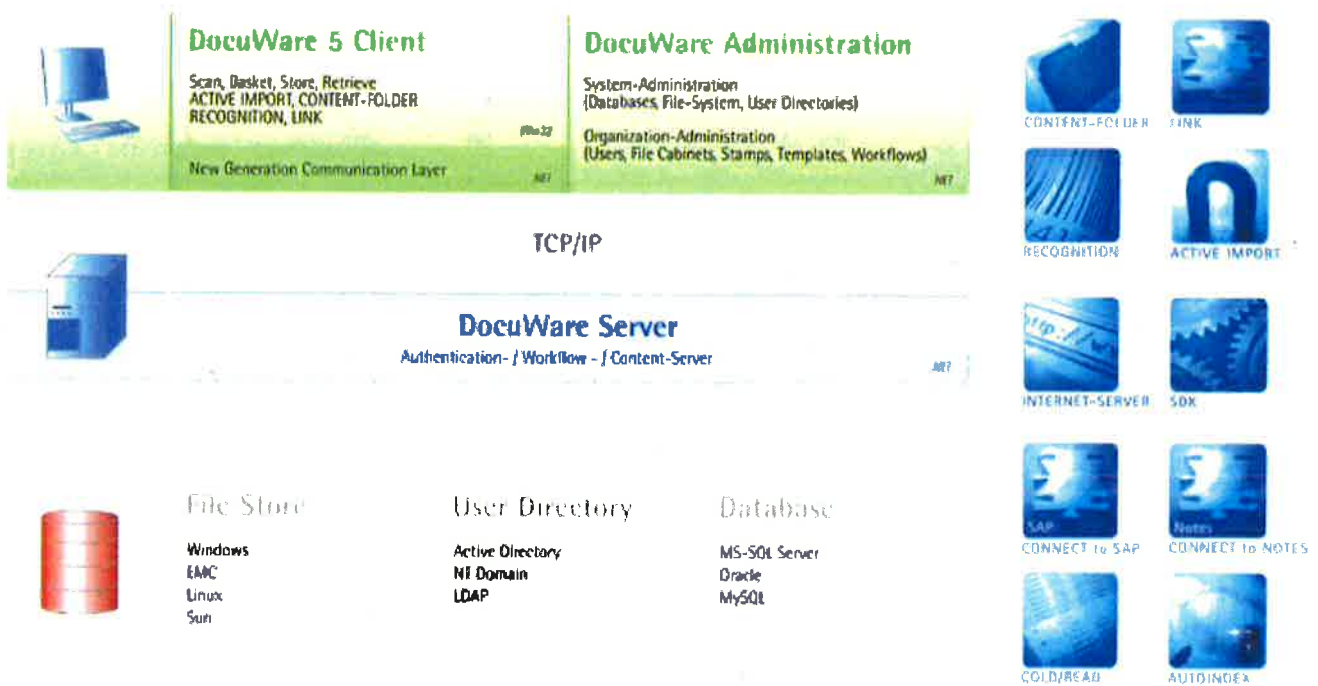 DocuWare 5 Client
Scan, Basket, Store, Retrieve
ACTIVE IMPORT, CONTENT-FOLDER
RECOGNITION, LINK
New Generation Communication Layer
.NET
DocuWare Administration
System-Administration
(Databases, File-System, User Directories)
Organization-Administration
(Users, File Cabinets, Stamps, Templates, Workflows)
.NET
TCP/IP
DocuWare Server
Authentication- / Workflow - / Content-Server
.NET
File Store
Windows
EMC
Linux
Sun
User Directory
Active Directory
NT Domain
LDAP
Database
MS-SQL Server
Oracle
MySQL
CONTENT-FOLDER
LINK
RECOGNITION
ACTIVE IMPORT
http://
INTERNET-SERVER
SDK
SAP
CONNECT to SAP
Notes
CONNECT to NOTES
COLD/READ
AUTOINDEX